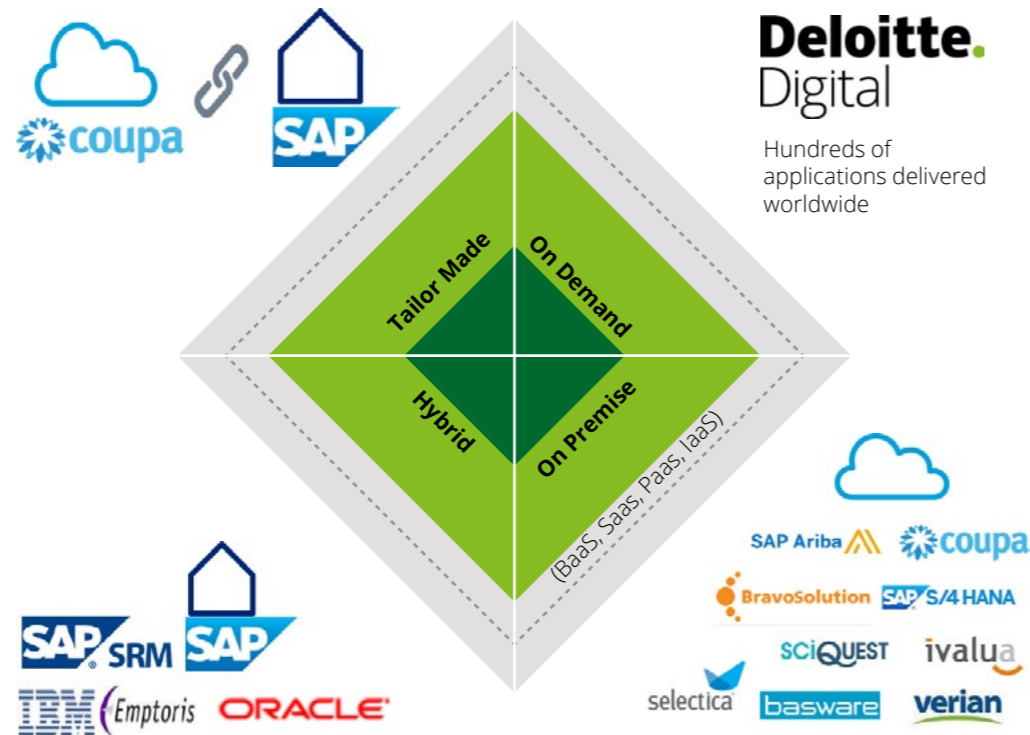 Deloitte.
Digital
Hundreds of
applications delivered
worldwide
coupa
SAP
Tailor Made
On Demand
Hybrid
On Premise
(BaaS, Saas, Paas, IaaS)
SAP Ariba
coupa
BravoSolution
SAP S/4 HANA
SCIQUEST
ivalua
selectica
basware
verian
SAP® SRM
SAP
IBM Emptoris
ORACLE®